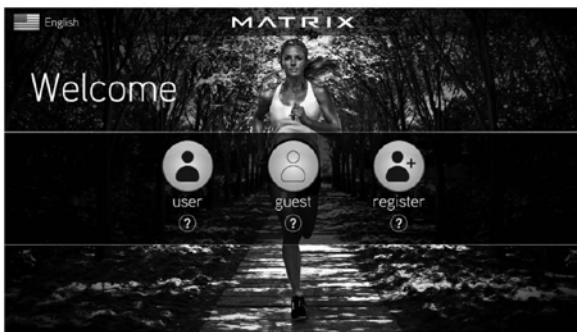 English
MATRIX
Welcome
user
guest
register
?
?
?